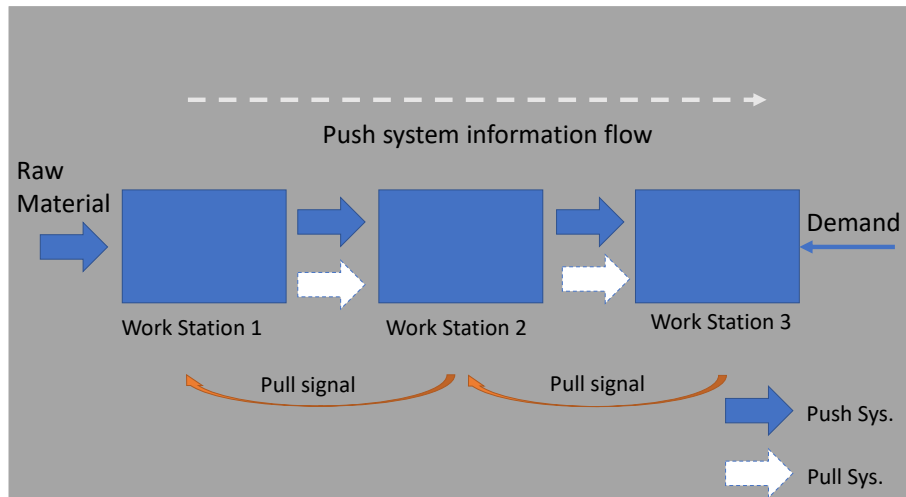 Push system information flow
Raw
Material
Demand
Work Station 1
Work Station 2
Work Station 3
Pull signal
Pull signal
Push Sys.
Pull Sys.